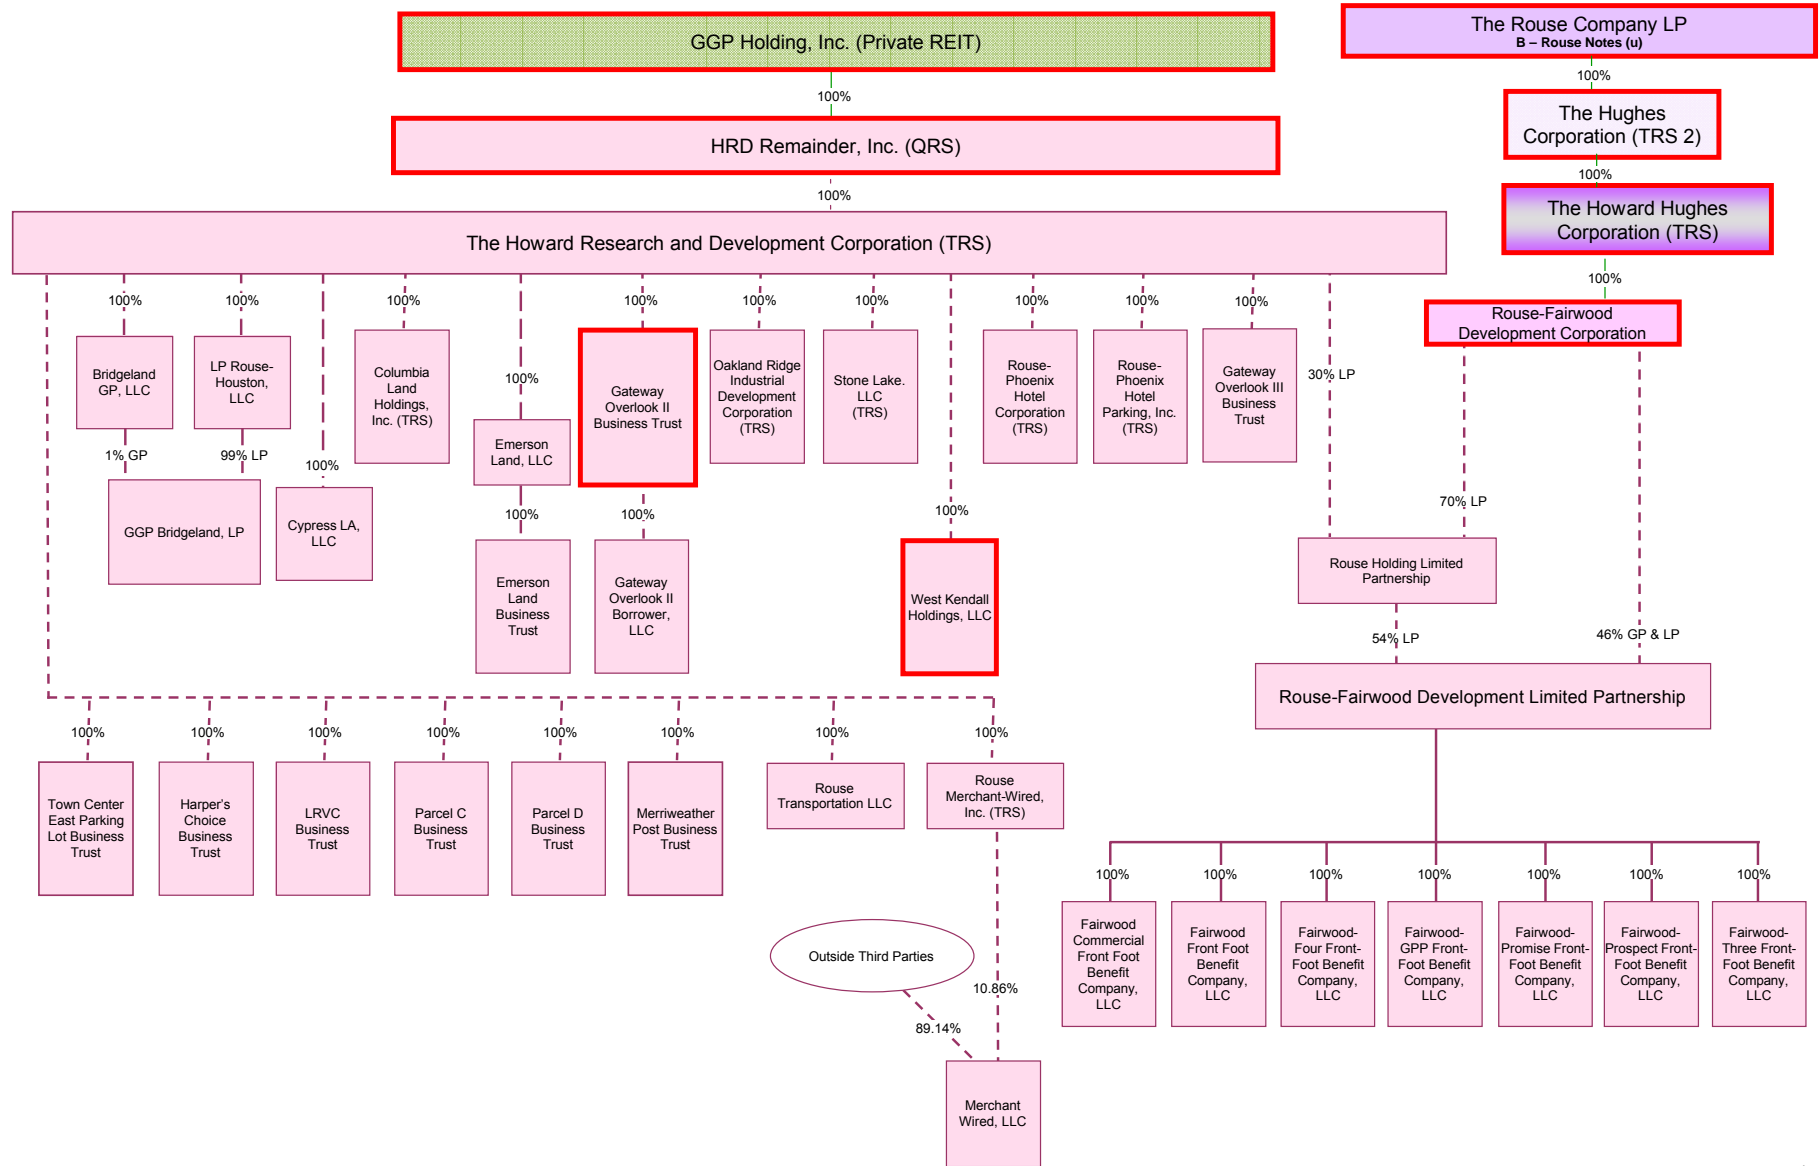 GGP Holding, Inc. (Private REIT)
The Rouse Company LP
B – Rouse Notes (u)
100%
100%
HRD Remainder, Inc. (QRS)
The Hughes
Corporation (TRS 2)
100%
100%
The Howard Research and Development Corporation (TRS)
The Howard Hughes
Corporation (TRS)
100%
Rouse-Fairwood
Development Corporation
100%
Bridgeland
GP, LLC
1% GP
100%
LP Rouse-
Houston,
LLC
99% LP
GGP Bridgeland, LP
100%
Cypress LA,
LLC
100%
Columbia
Land
Holdings,
Inc. (TRS)
100%
Emerson
Land, LLC
100%
Emerson
Land
Business
Trust
100%
Gateway
Overlook II
Business Trust
100%
Gateway
Overlook II
Borrower,
LLC
100%
Oakland Ridge
Industrial
Development
Corporation
(TRS)
100%
Stone Lake.
LLC
(TRS)
100%
West Kendall
Holdings, LLC
100%
Rouse-
Phoenix
Hotel
Corporation
(TRS)
100%
Rouse-
Phoenix
Hotel
Parking, Inc.
(TRS)
100%
Gateway
Overlook III
Business
Trust
30% LP
70% LP
Rouse Holding Limited
Partnership
54% LP
46% GP & LP
Rouse-Fairwood Development Limited Partnership
100%
Town Center
East Parking
Lot Business
Trust
100%
Harper's
Choice
Business
Trust
100%
LRVC
Business
Trust
100%
Parcel C
Business
Trust
100%
Parcel D
Business
Trust
100%
Merriweather
Post Business
Trust
100%
Rouse
Transportation LLC
100%
Rouse
Merchant-Wired,
Inc. (TRS)
Outside Third Parties
10.86%
89.14%
Merchant
Wired, LLC
100%
Fairwood
Commercial
Front Foot
Benefit
Company,
LLC
100%
Fairwood
Front Foot
Benefit
Company,
LLC
100%
Fairwood-
Four Front-
Foot Benefit
Company,
LLC
100%
Fairwood-
GPP Front-
Foot Benefit
Company,
LLC
100%
Fairwood-
Promise Front-
Foot Benefit
Company,
LLC
100%
Fairwood-
Prospect Front-
Foot Benefit
Company,
LLC
100%
Fairwood-
Three Front-
Foot Benefit
Company,
LLC